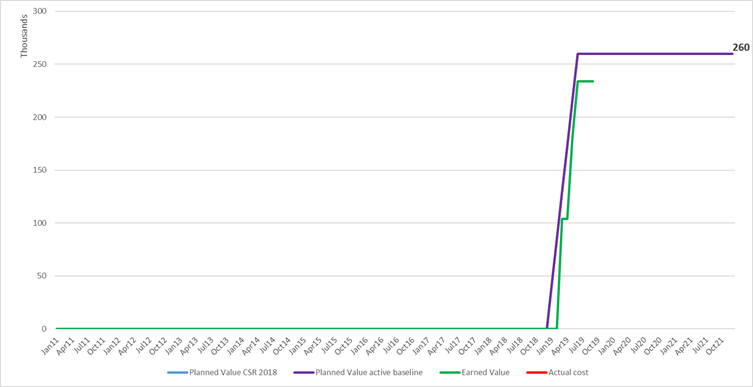 Thousands
300
250
200
150
100
50
0
260
Jan11 Apr11 Jul11 Oct11 Jan12 Apr12 Jul12 Oct12 Jan13 Apr13 Jul13 Oct13 Jan14 Apr14 Jul14 Oct14 Jan15 Apr15 Jul15 Oct15 Jan16 Apr16 Jul16 Oct16 Jan17 Apr17 Jul17 Oct17 Jan18 Apr18 Jul18 Oct18 Jan19 Apr19 Jul19 Oct19 Jan20 Apr20 Jul20 Oct20 Jan21 Apr21 Jul21 Oct21
Planned Value CSR 2018 Planned Value active baseline Earned Value Actual cost